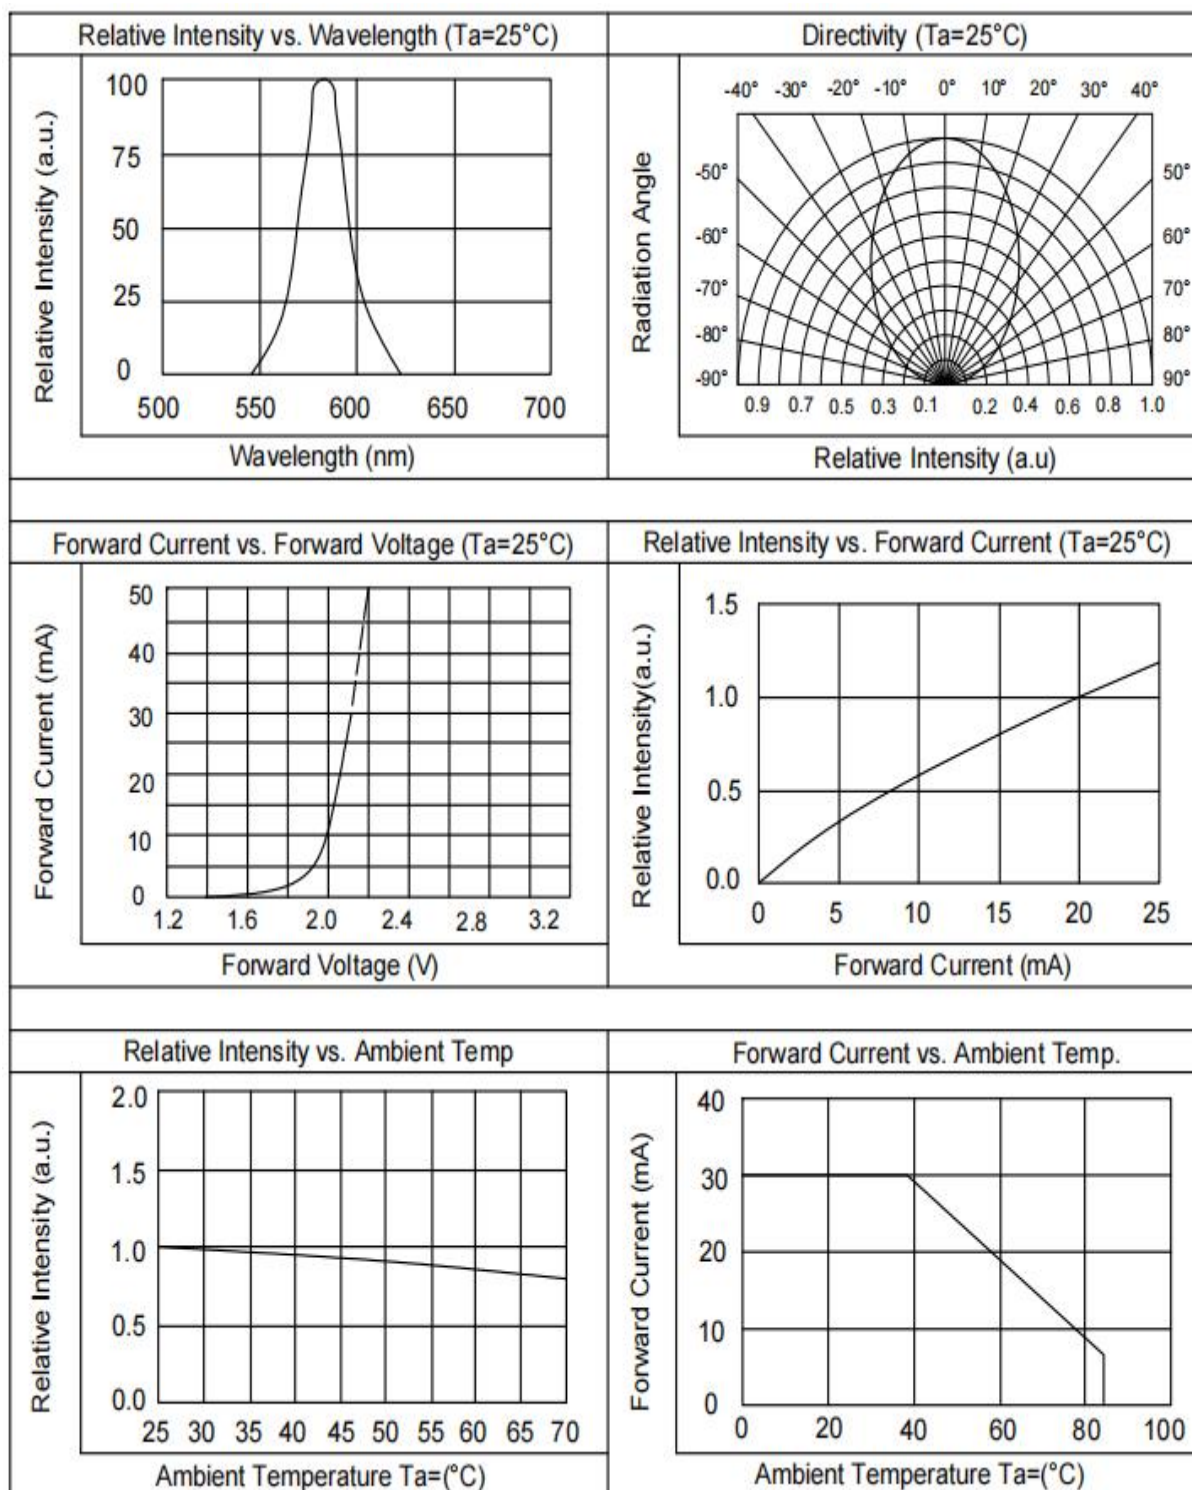 Relative Intensity vs. Wavelength (Ta=25°C)
Relative Intensity (a.u.)
100
75
50
25
0
500 550 600 650 700
Wavelength (nm)
Directivity (Ta=25°C)
Radiation Angle
-40° -30° -20° -10° 0° 10° 20° 30° 40°
-50° 50°
-60° 60°
-70° 70°
-80° 80°
-90° 90°
0.9 0.7 0.5 0.3 0.1 0.2 0.4 0.6 0.8 1.0
Relative Intensity (a.u)
Forward Current vs. Forward Voltage (Ta=25°C)
Forward Current (mA)
50
40
30
20
10
0
1.2 1.6 2.0 2.4 2.8 3.2
Forward Voltage (V)
Relative Intensity vs. Forward Current (Ta=25°C)
Relative Intensity(a.u.)
1.5
1.0
0.5
0.0
0 5 10 15 20 25
Forward Current (mA)
Relative Intensity vs. Ambient Temp
Relative Intensity (a.u.)
2.0
1.5
1.0
0.5
0.0
25 30 35 40 45 50 55 60 65 70
Ambient Temperature Ta=(°C)
Forward Current vs. Ambient Temp.
Forward Current (mA)
40
30
20
10
0
0 20 40 60 80 100
Ambient Temperature Ta=(°C)